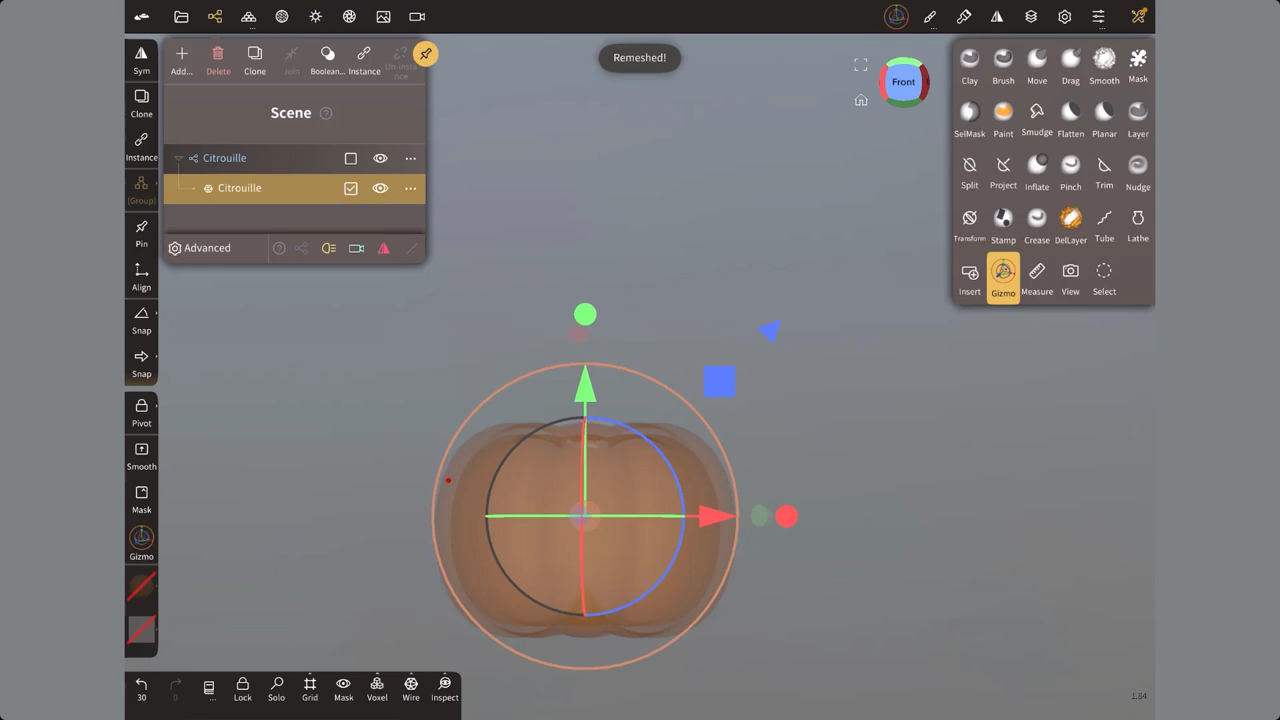 Remeshed!
Front
Sym
Clone
Instance
(Group)
Pin
Align
Snap
Snap
Pivot
Smooth
Mask
Gizmo
Add...
Delete
Clone
Join
Boolean...
Instance
Un-insta
nce
Scene ?
Citrouille
Citrouille
Advanced ?
Clay Brush Move Drag Smooth Mask
SelMask Paint Smudge Flatten Planar Layer
Split Project Inflate Pinch Trim Nudge
Transform Stamp Crease DelLayer Tube Lathe
Insert Gizmo Measure View Select
30 0 ... Lock Solo Grid Mask Voxel Wire Inspect
1.84